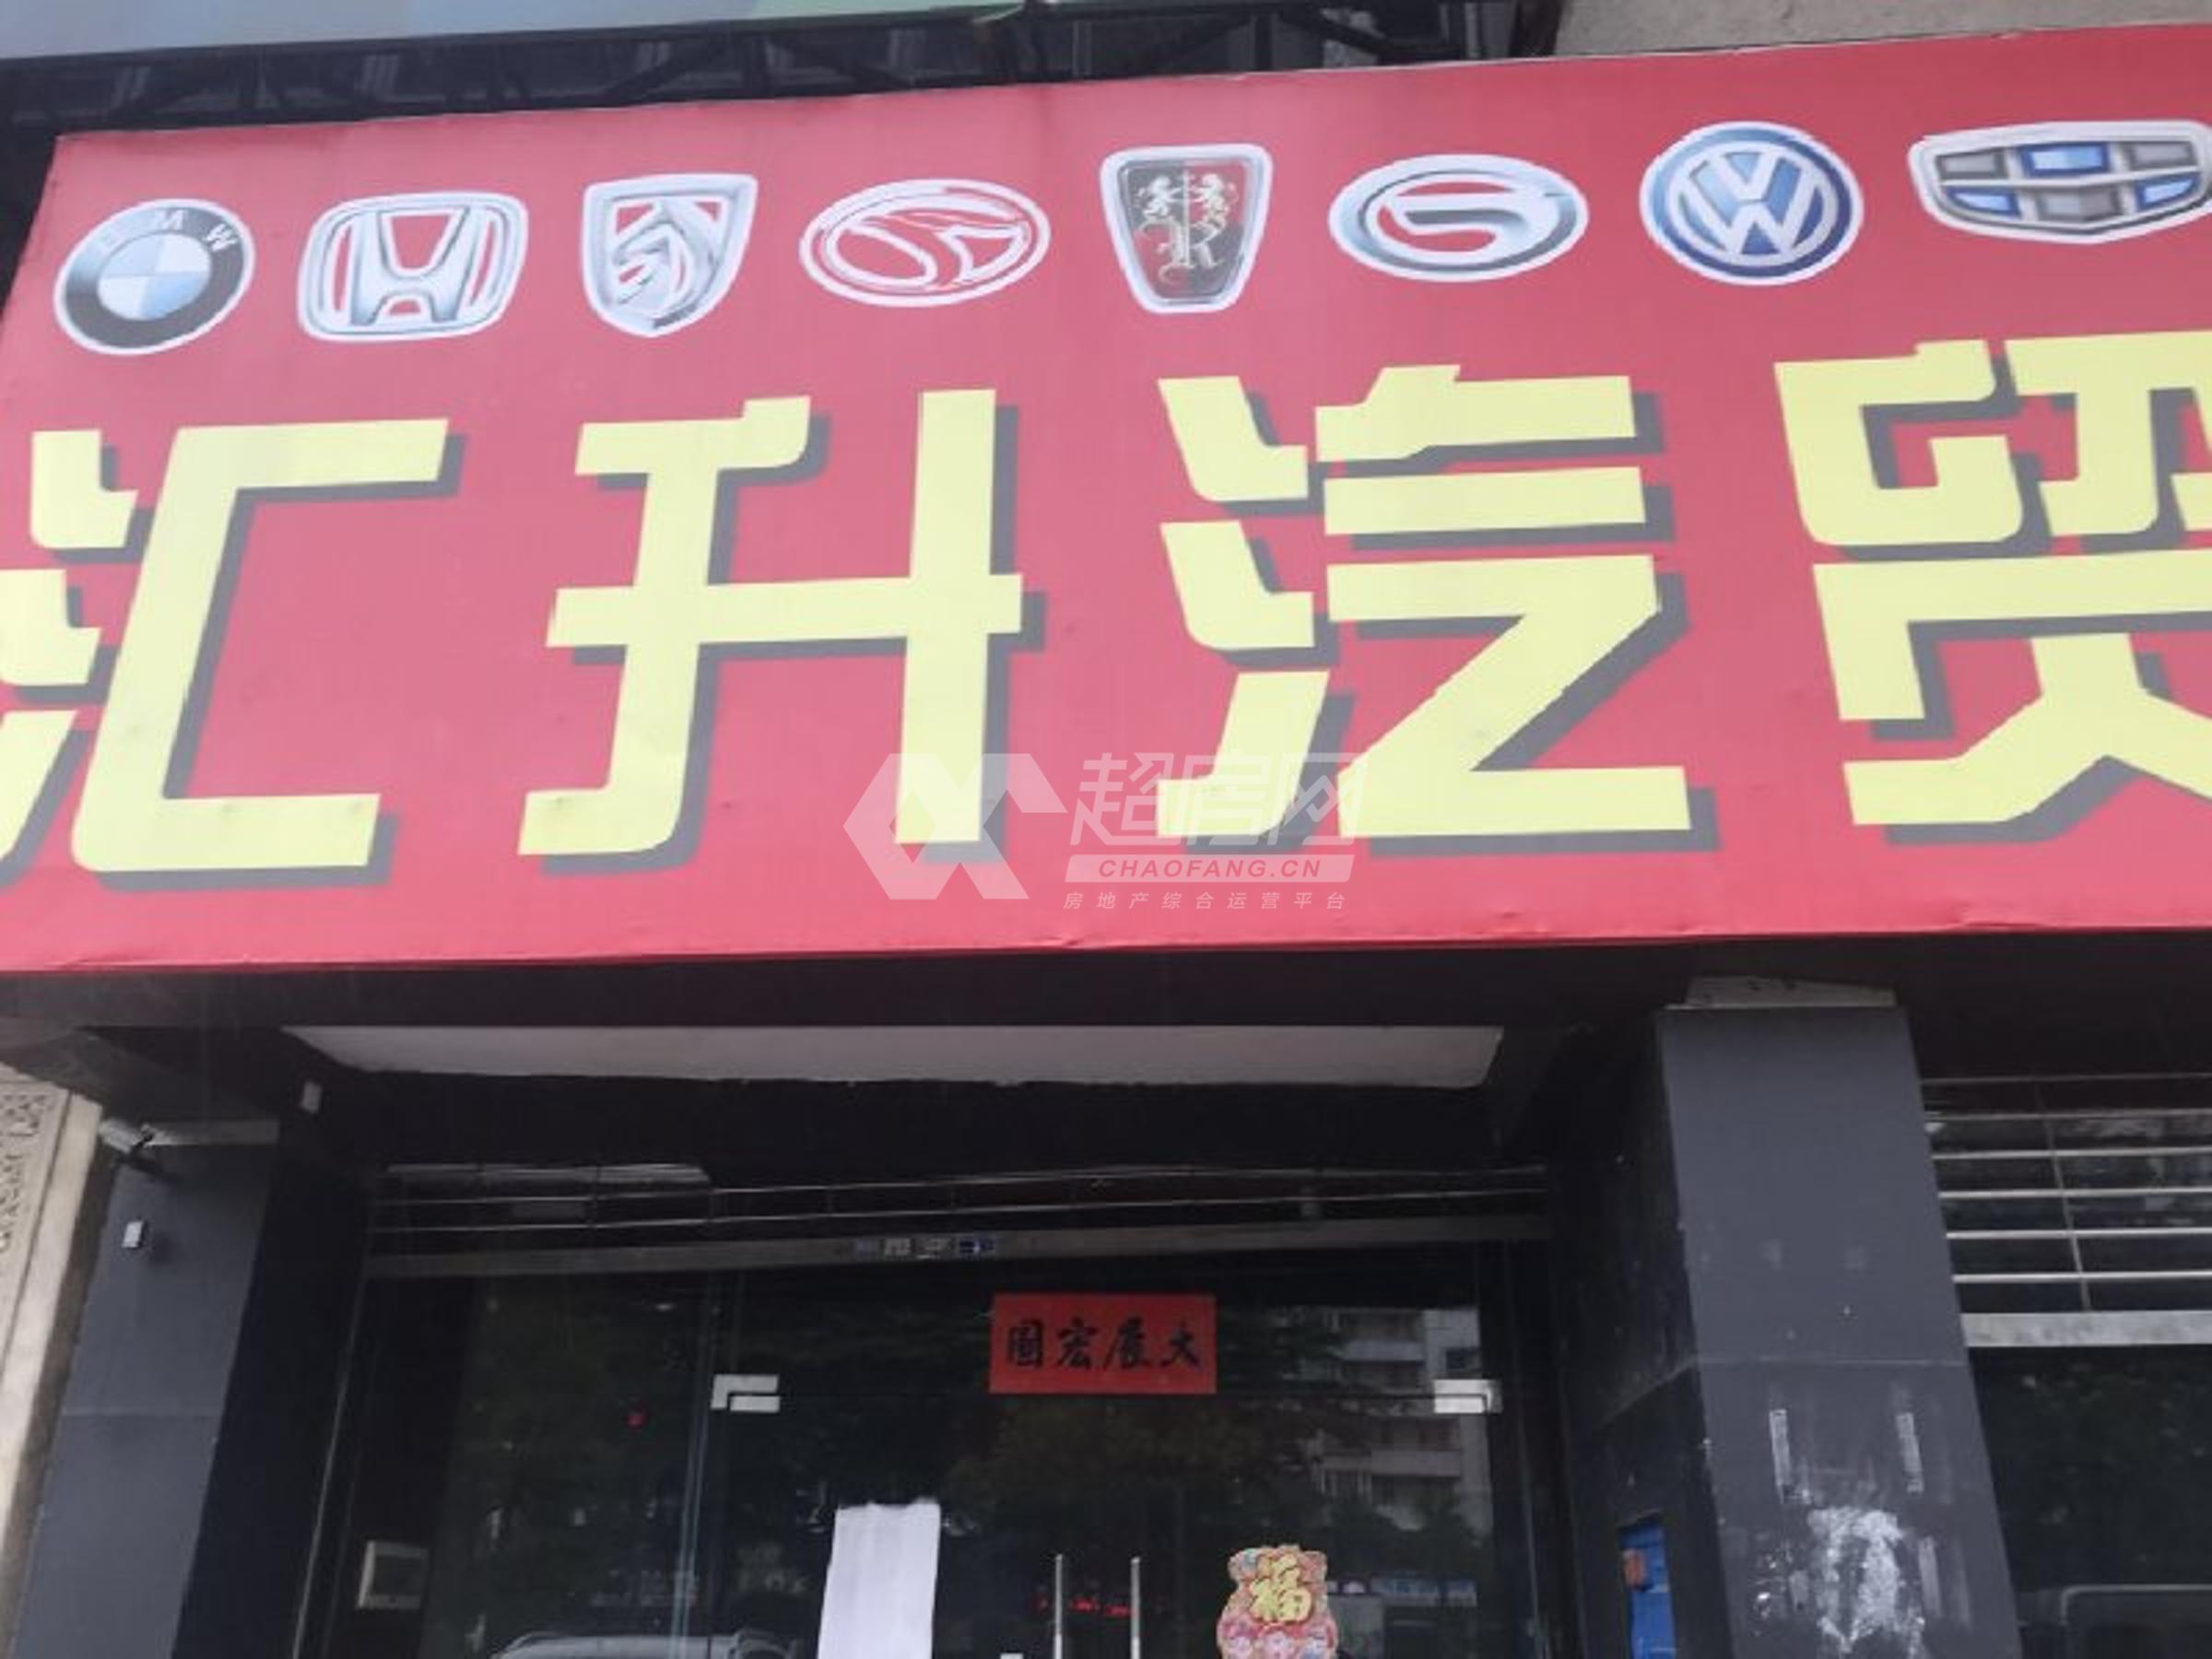 BMW
汇升汽贸
超房网
CHAOFANG.CN
房地产综合运营平台
图宏展大
福